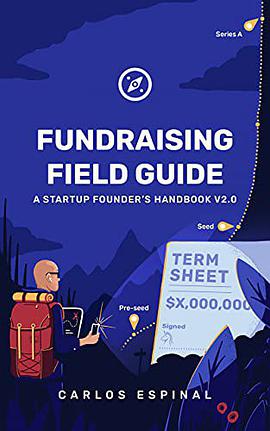 Series A
FUNDRAISING
FIELD GUIDE
A STARTUP FOUNDER'S HANDBOOK V2.0
Seed
TERM
SHEET
$X,000,000
Pre-seed
Signed
CARLOS ESPINAL